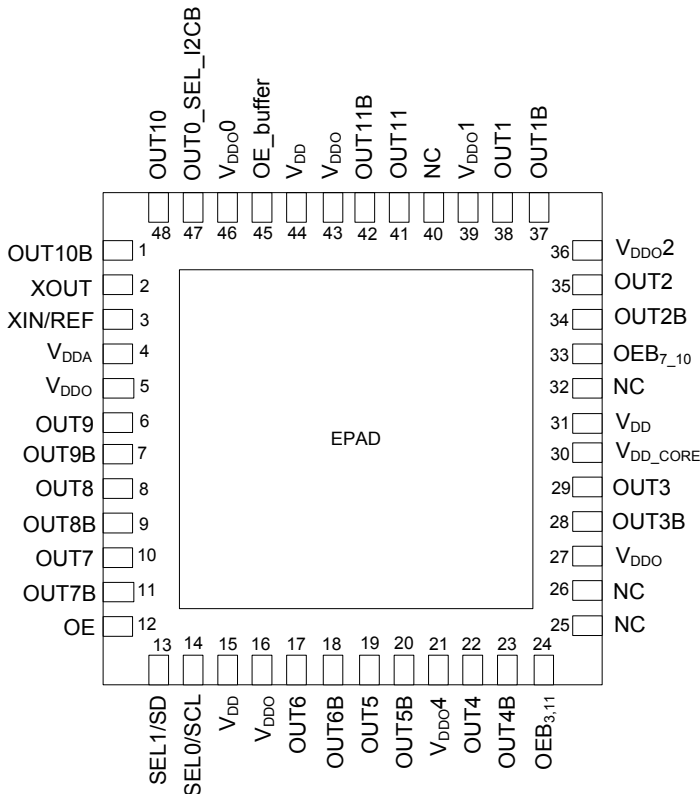 OUT10
OUT0_SEL_I2CB
VDDO0
OE_buffer
VDD
VDDO
OUT11B
OUT11
NC
VDDO1
OUT1
OUT1B
48 47 46 45 44 43 42 41 40 39 38 37
OUT10B 1
XOUT 2
XIN/REF 3
VDDA 4
VDDO 5
OUT9 6
OUT9B 7
OUT8 8
OUT8B 9
OUT7 10
OUT7B 11
OE 12
EPAD
36 VDDO2
35 OUT2
34 OUT2B
33 OEB7_10
32 NC
31 VDD
30 VDD_CORE
29 OUT3
28 OUT3B
27 VDDO
26 NC
25 NC
13 14 15 16 17 18 19 20 21 22 23 24
SEL1/SD
SEL0/SCL
VDD
VDDO
OUT6
OUT6B
OUT5
OUT5B
VDDO4
OUT4
OUT4B
OEB3,11